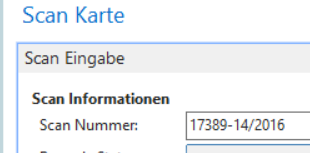 Scan Karte
Scan Eingabe
Scan Informationen
Scan Nummer: 17389-14/2016